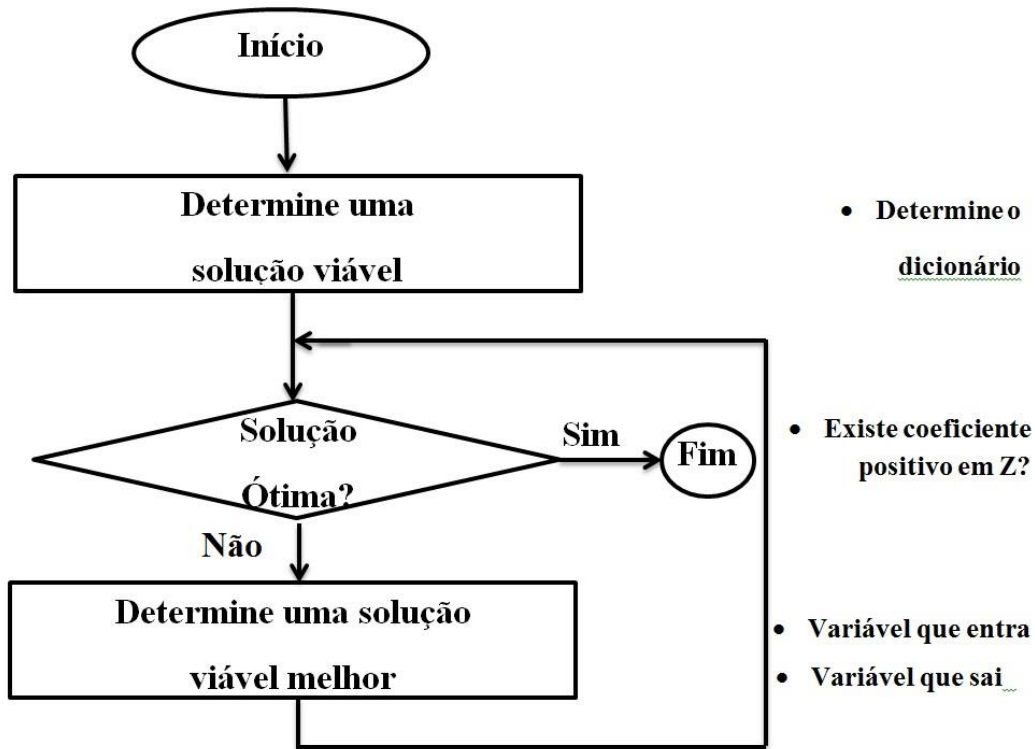 Início
Determine uma
solução viável
• Determine o
dicionário
Solução
Ótima?
Sim
Fim
• Existe coeficiente
positivo em Z?
Não
Determine uma solução
viável melhor
• Variável que entra
• Variável que sai